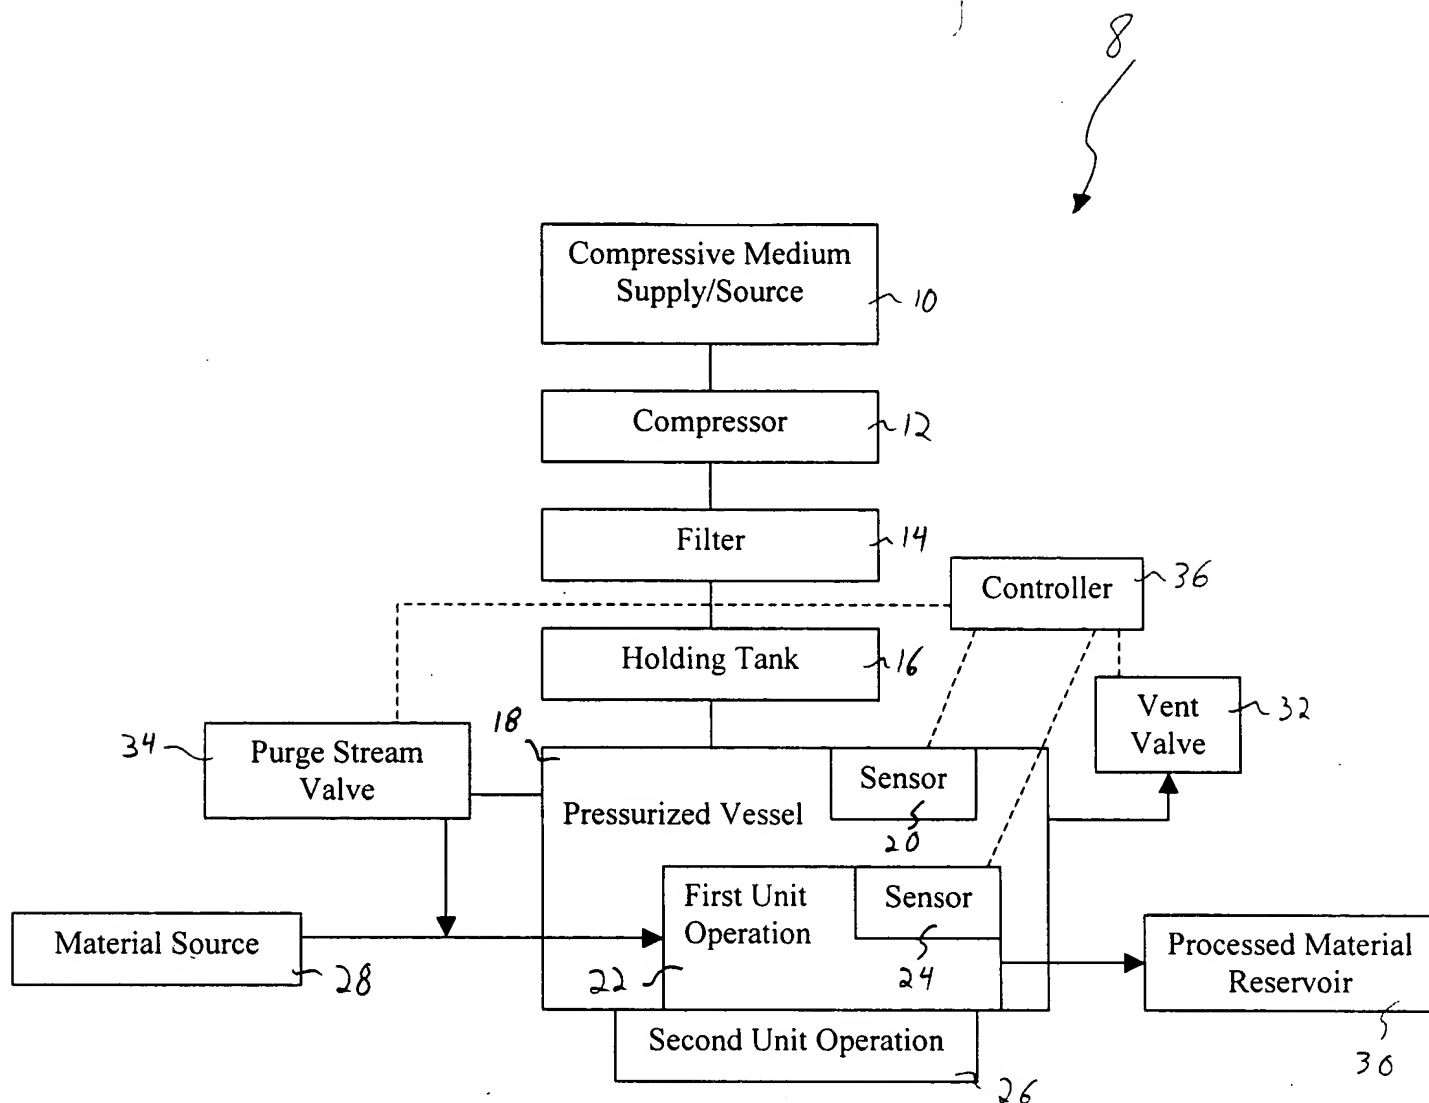 8
Compressive Medium
Supply/Source
10
Compressor
12
Filter
14
Controller
36
Holding Tank
16
Vent
Valve
32
18
34
Purge Stream
Valve
Sensor
20
Pressurized Vessel
First Unit
Operation
22
Sensor
24
Material Source
28
Processed Material
Reservoir
30
Second Unit Operation
26